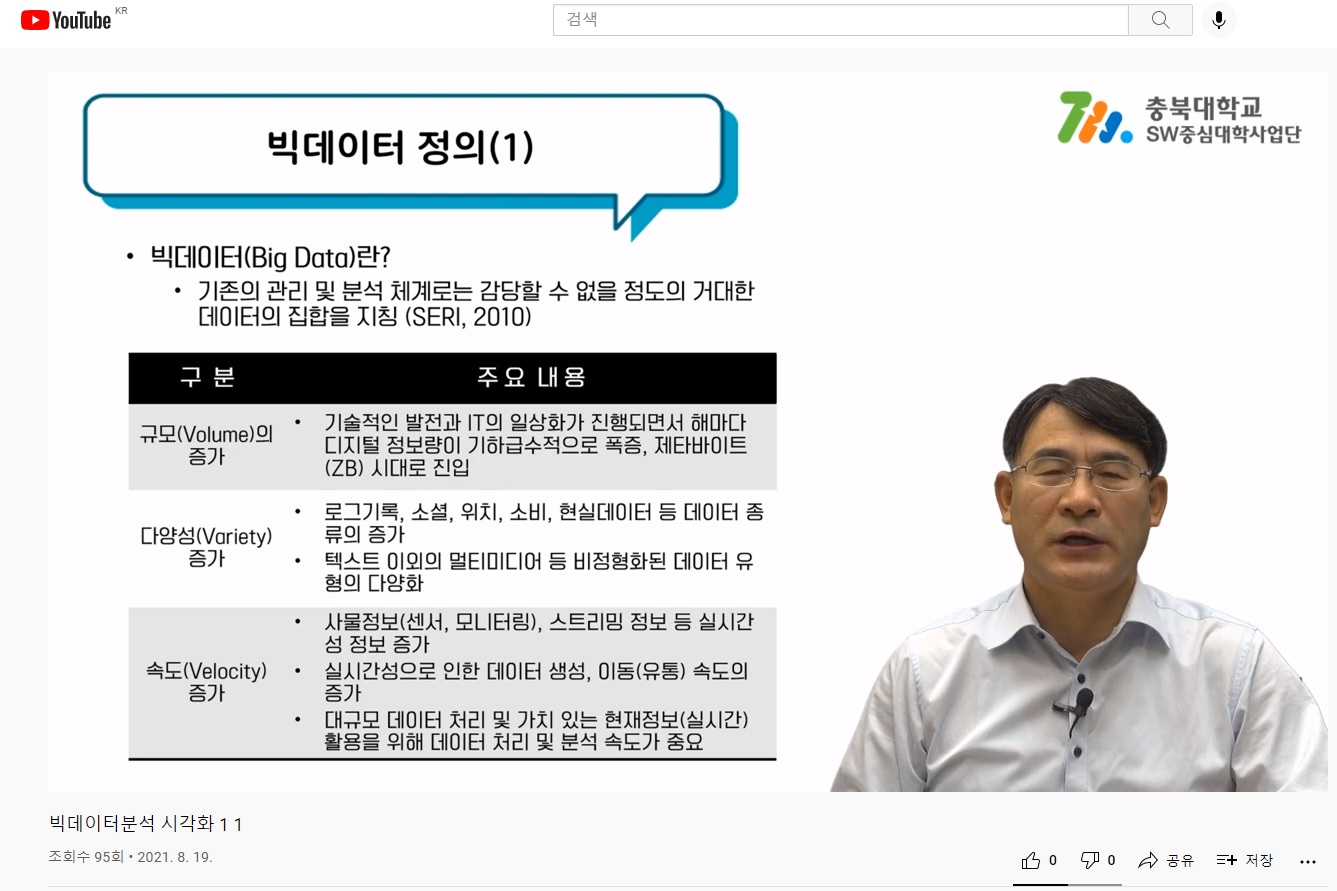 YouTube KR
검색
빅데이터 정의(1)
충북대학교
SW중심대학사업단
• 빅데이터(Big Data)란?
• 기존의 관리 및 분석 체계로는 감당할 수 없을 정도의 거대한
데이터의 집합을 지칭 (SERI, 2010)
구 분
주요 내용
규모(Volume)의
증가
• 기술적인 발전과 IT의 일상화가 진행되면서 해마다
디지털 정보량이 기하급수적으로 폭증, 제타바이트
(ZB) 시대로 진입
다양성(Variety)
증가
• 로그기록, 소셜, 위치, 소비, 현실데이터 등 데이터 종
류의 증가
• 텍스트 이외의 멀티미디어 등 비정형화된 데이터 유
형의 다양화
속도(Velocity)
증가
• 사물정보(센서, 모니터링), 스트리밍 정보 등 실시간
성 정보 증가
• 실시간성으로 인한 데이터 생성, 이동(유통) 속도의
증가
• 대규모 데이터 처리 및 가치 있는 현재정보(실시간)
활용을 위해 데이터 처리 및 분석 속도가 중요
빅데이터분석 시각화 1 1
조회수 95회 • 2021. 8. 19.
0
0
공유
저장